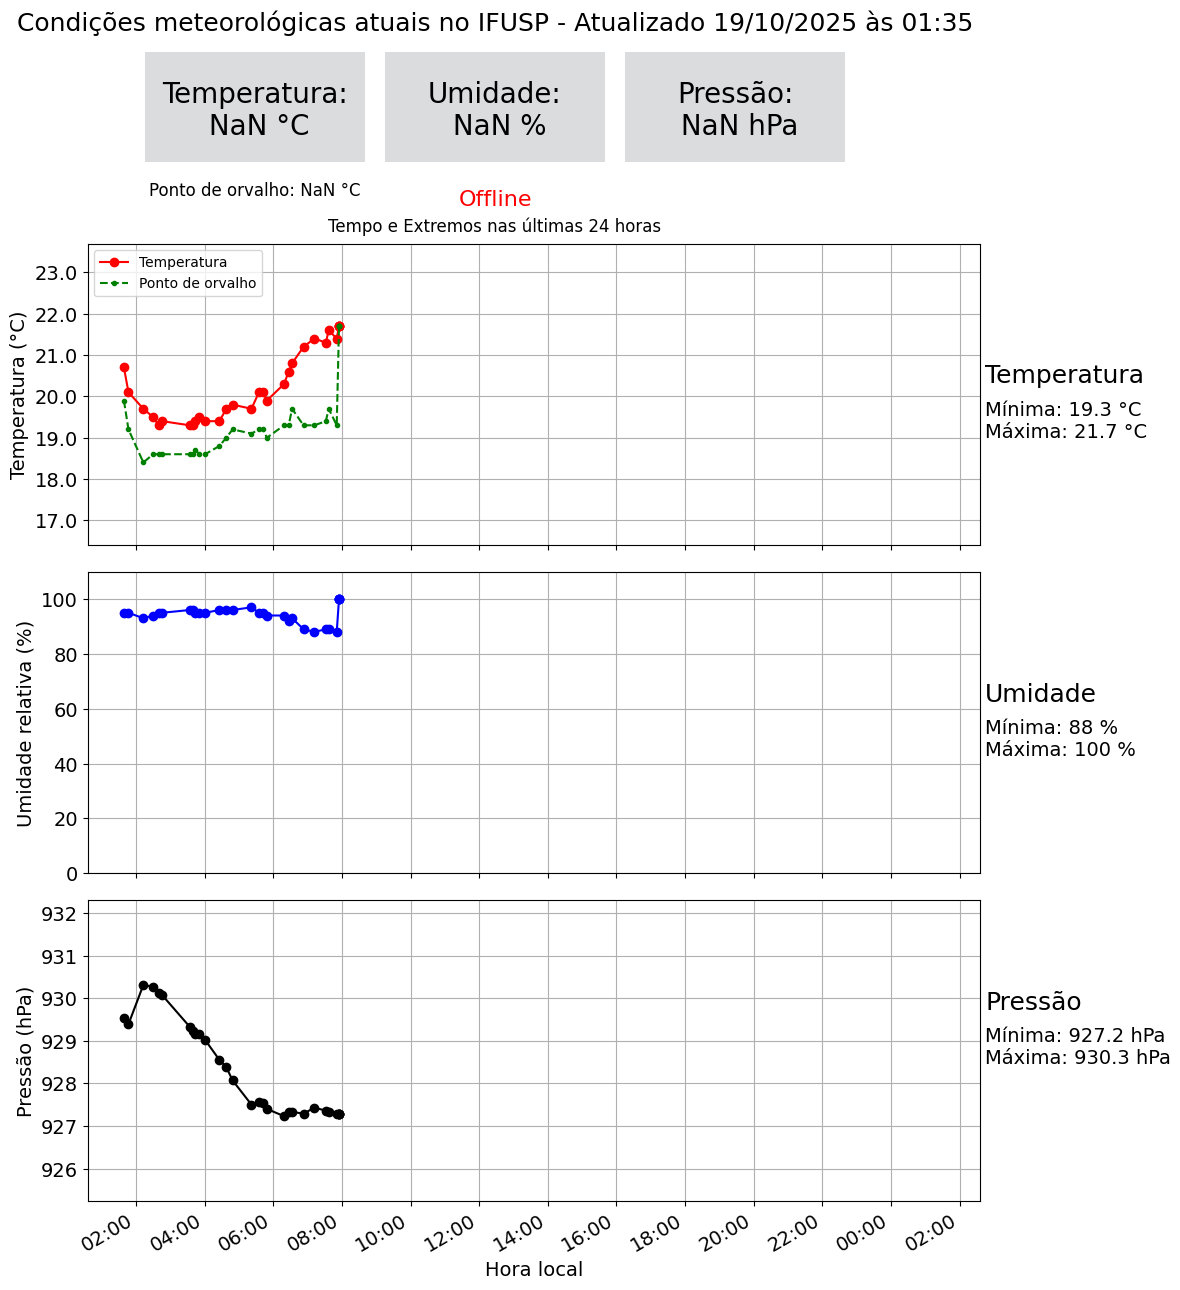 Condições meteorológicas atuais no IFUSP - Atualizado 19/10/2025 às 01:35
Temperatura:
NaN °C
Umidade:
NaN %
Pressão:
NaN hPa
Ponto de orvalho: NaN °C
Offline
Tempo e Extremos nas últimas 24 horas
Temperatura
Ponto de orvalho
23.0
22.0
21.0
20.0
19.0
18.0
17.0
Temperatura (°C)
Temperatura
Mínima: 19.3 °C
Máxima: 21.7 °C
100
80
60
40
20
0
Umidade relativa (%)
Umidade
Mínima: 88 %
Máxima: 100 %
932
931
930
929
928
927
926
Pressão (hPa)
Pressão
Mínima: 927.2 hPa
Máxima: 930.3 hPa
02:00 04:00 06:00 08:00 10:00 12:00 14:00 16:00 18:00 20:00 22:00 00:00 02:00
Hora local